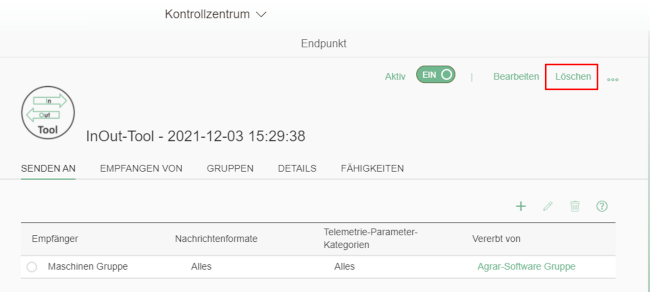 Kontrollzentrum
Endpunkt
Aktiv EIN Bearbeiten Löschen
In
Out
Tool
InOut-Tool - 2021-12-03 15:29:38
SENDEN AN EMPFANGEN VON GRUPPEN DETAILS FÄHIGKEITEN
Empfänger Nachrichtenformate Telemetrie-Parameter-Kategorien Vererbt von
Maschinen Gruppe Alles Alles Agrar-Software Gruppe